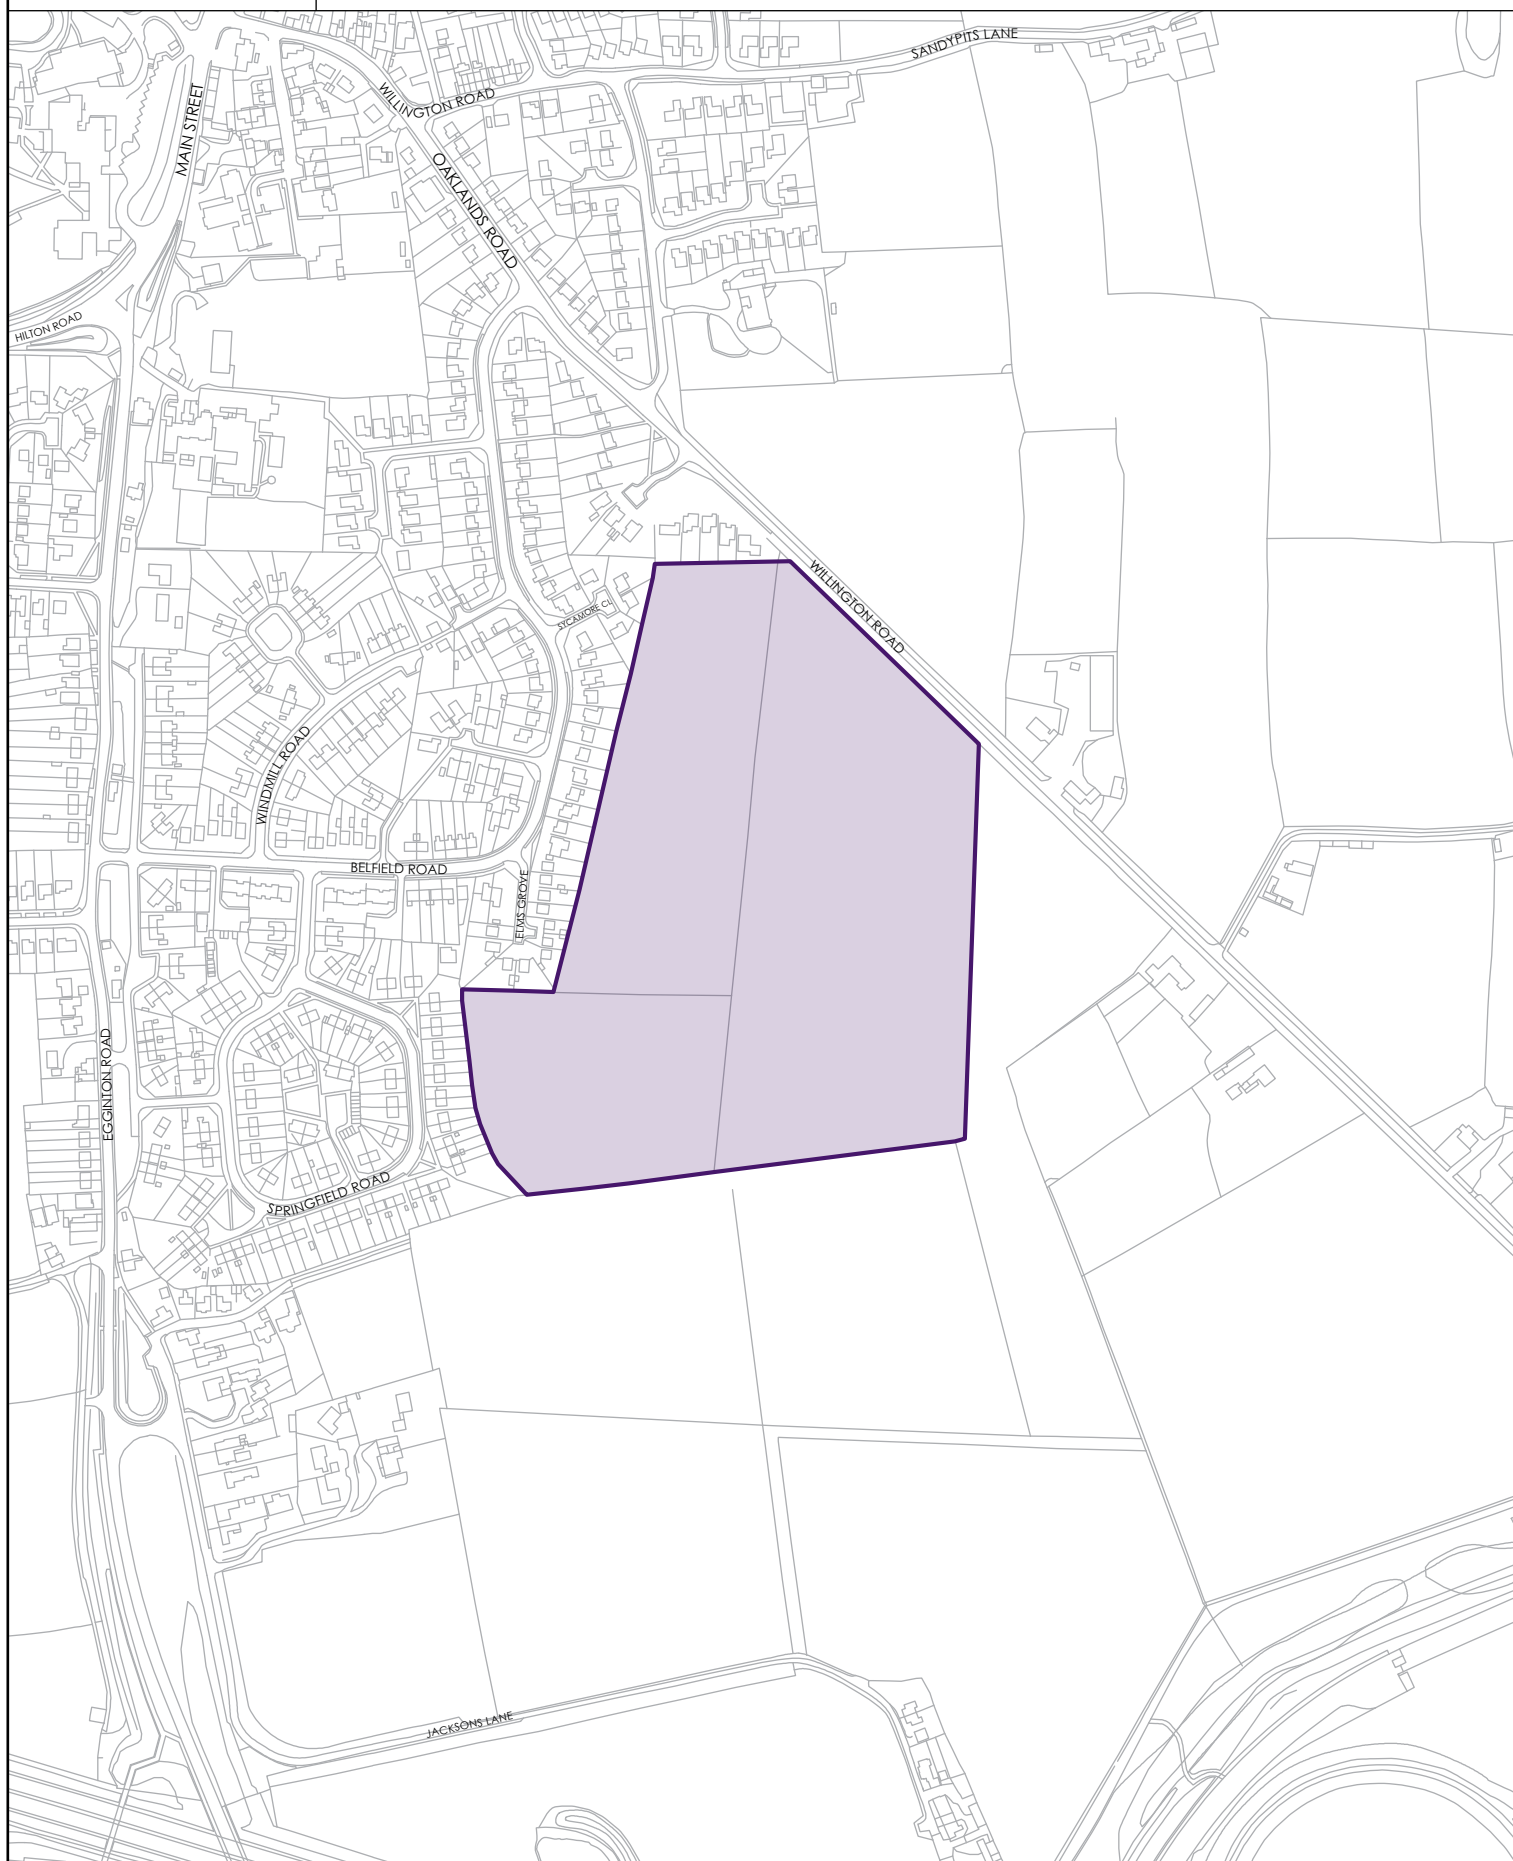 SANDYPITS LANE
WILLINGTON ROAD
MAIN STREET
OAKLANDS ROAD
HILTON ROAD
WILLINGTON ROAD
SYCAMORE CL
WINDMILL ROAD
BELFIELD ROAD
ELMS GROVE
EGGINTON ROAD
SPRINGFIELD ROAD
JACKSONS LANE